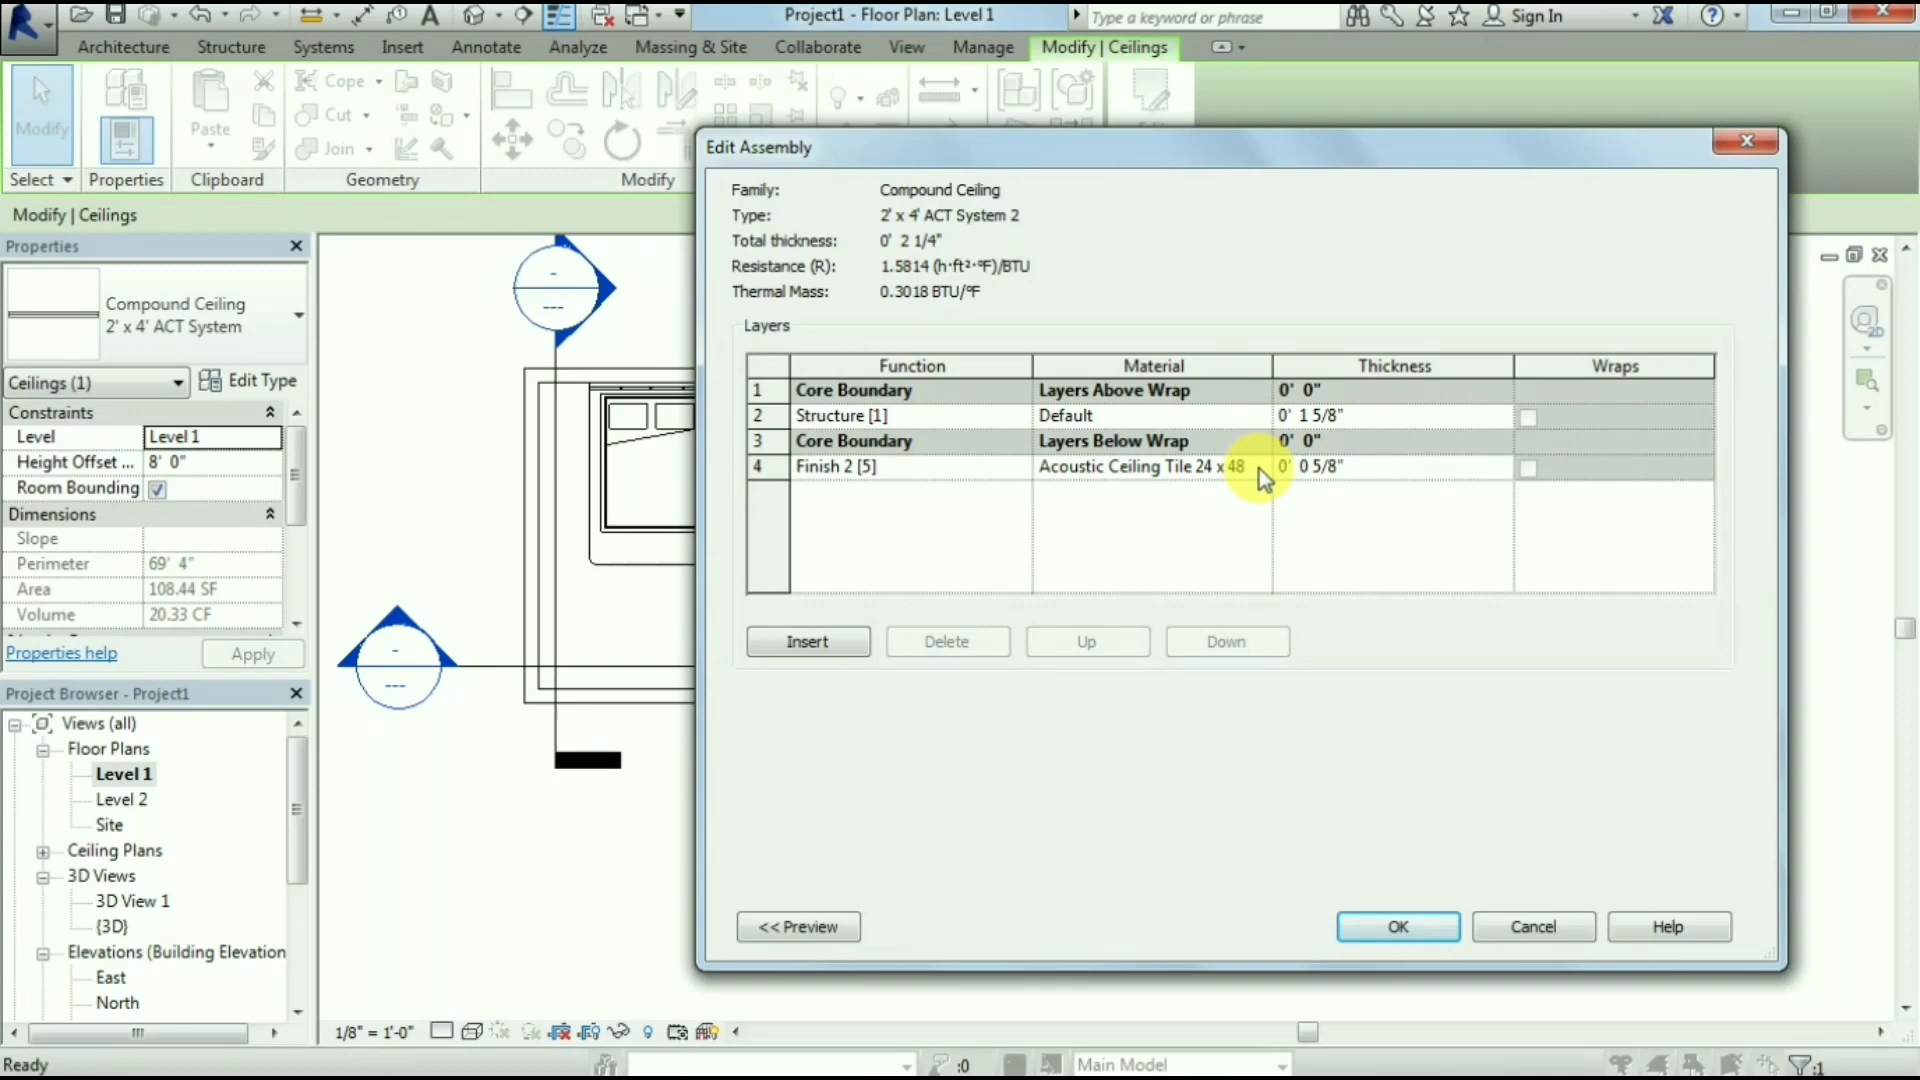 Project1 - Floor Plan: Level 1
Type a keyword or phrase
Sign In
Architecture Structure Systems Insert Annotate Analyze Massing & Site Collaborate View Manage Modify | Ceilings
Modify
Paste
Cope
Cut
Join
Select Properties Clipboard Geometry Modify
Modify | Ceilings
Properties
Compound Ceiling
2' x 4' ACT System
Ceilings (1) Edit Type
Constraints
Level Level 1
Height Offset ... 8' 0"
Room Bounding
Dimensions
Slope
Perimeter 69' 4"
Area 108.44 SF
Volume 20.33 CF
Properties help Apply
Project Browser - Project1
Views (all)
Floor Plans
Level 1
Level 2
Site
Ceiling Plans
3D Views
3D View 1
{3D}
Elevations (Building Elevation
East
North
Edit Assembly
Family: Compound Ceiling
Type: 2' x 4' ACT System 2
Total thickness: 0' 2 1/4"
Resistance (R): 1.5814 (h·ft²·°F)/BTU
Thermal Mass: 0.3018 BTU/°F
Layers
Function Material Thickness Wraps
1 Core Boundary Layers Above Wrap 0' 0"
2 Structure [1] Default 0' 1 5/8"
3 Core Boundary Layers Below Wrap 0' 0"
4 Finish 2 [5] Acoustic Ceiling Tile 24 x 48 0' 0 5/8"
Insert Delete Up Down
<< Preview OK Cancel Help
1/8" = 1'-0"
Ready :0 Main Model :1